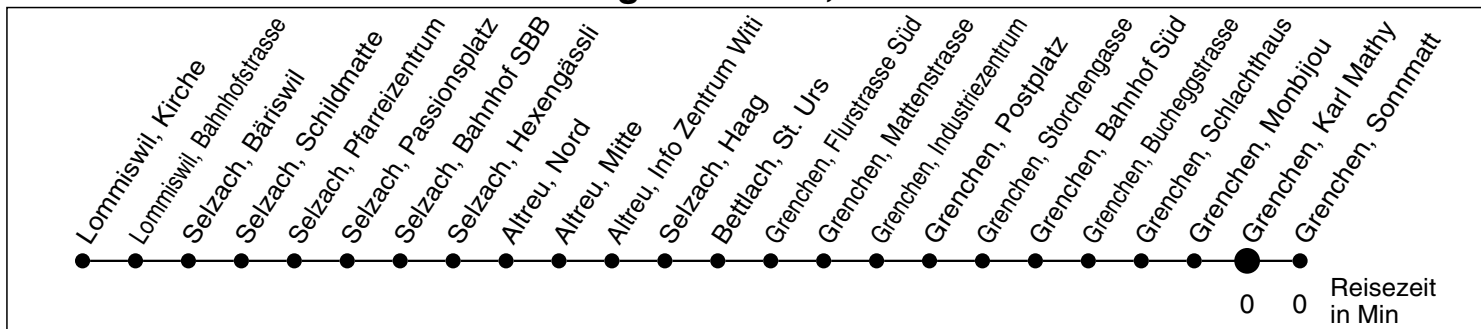 Lommiswil, Kirche
Lommiswil, Bahnhofstrasse
Selzach, Bäriswil
Selzach, Schildmatte
Selzach, Pfarreizentrum
Selzach, Passionsplatz
Selzach, Bahnhof SBB
Selzach, Hexengässli
Altreu, Nord
Altreu, Mitte
Altreu, Info Zentrum Witi
Selzach, Haag
Bettlach, St. Urs
Grenchen, Flurstrasse Süd
Grenchen, Mattenstrasse
Grenchen, Industriezentrum
Grenchen, Postplatz
Grenchen, Storchengasse
Grenchen, Bahnhof Süd
Grenchen, Bucheggstrasse
Grenchen, Schlachthaus
Grenchen, Monbijou
Grenchen, Karl Mathy
Grenchen, Sonnmatt
0 0 Reisezeit
in Min